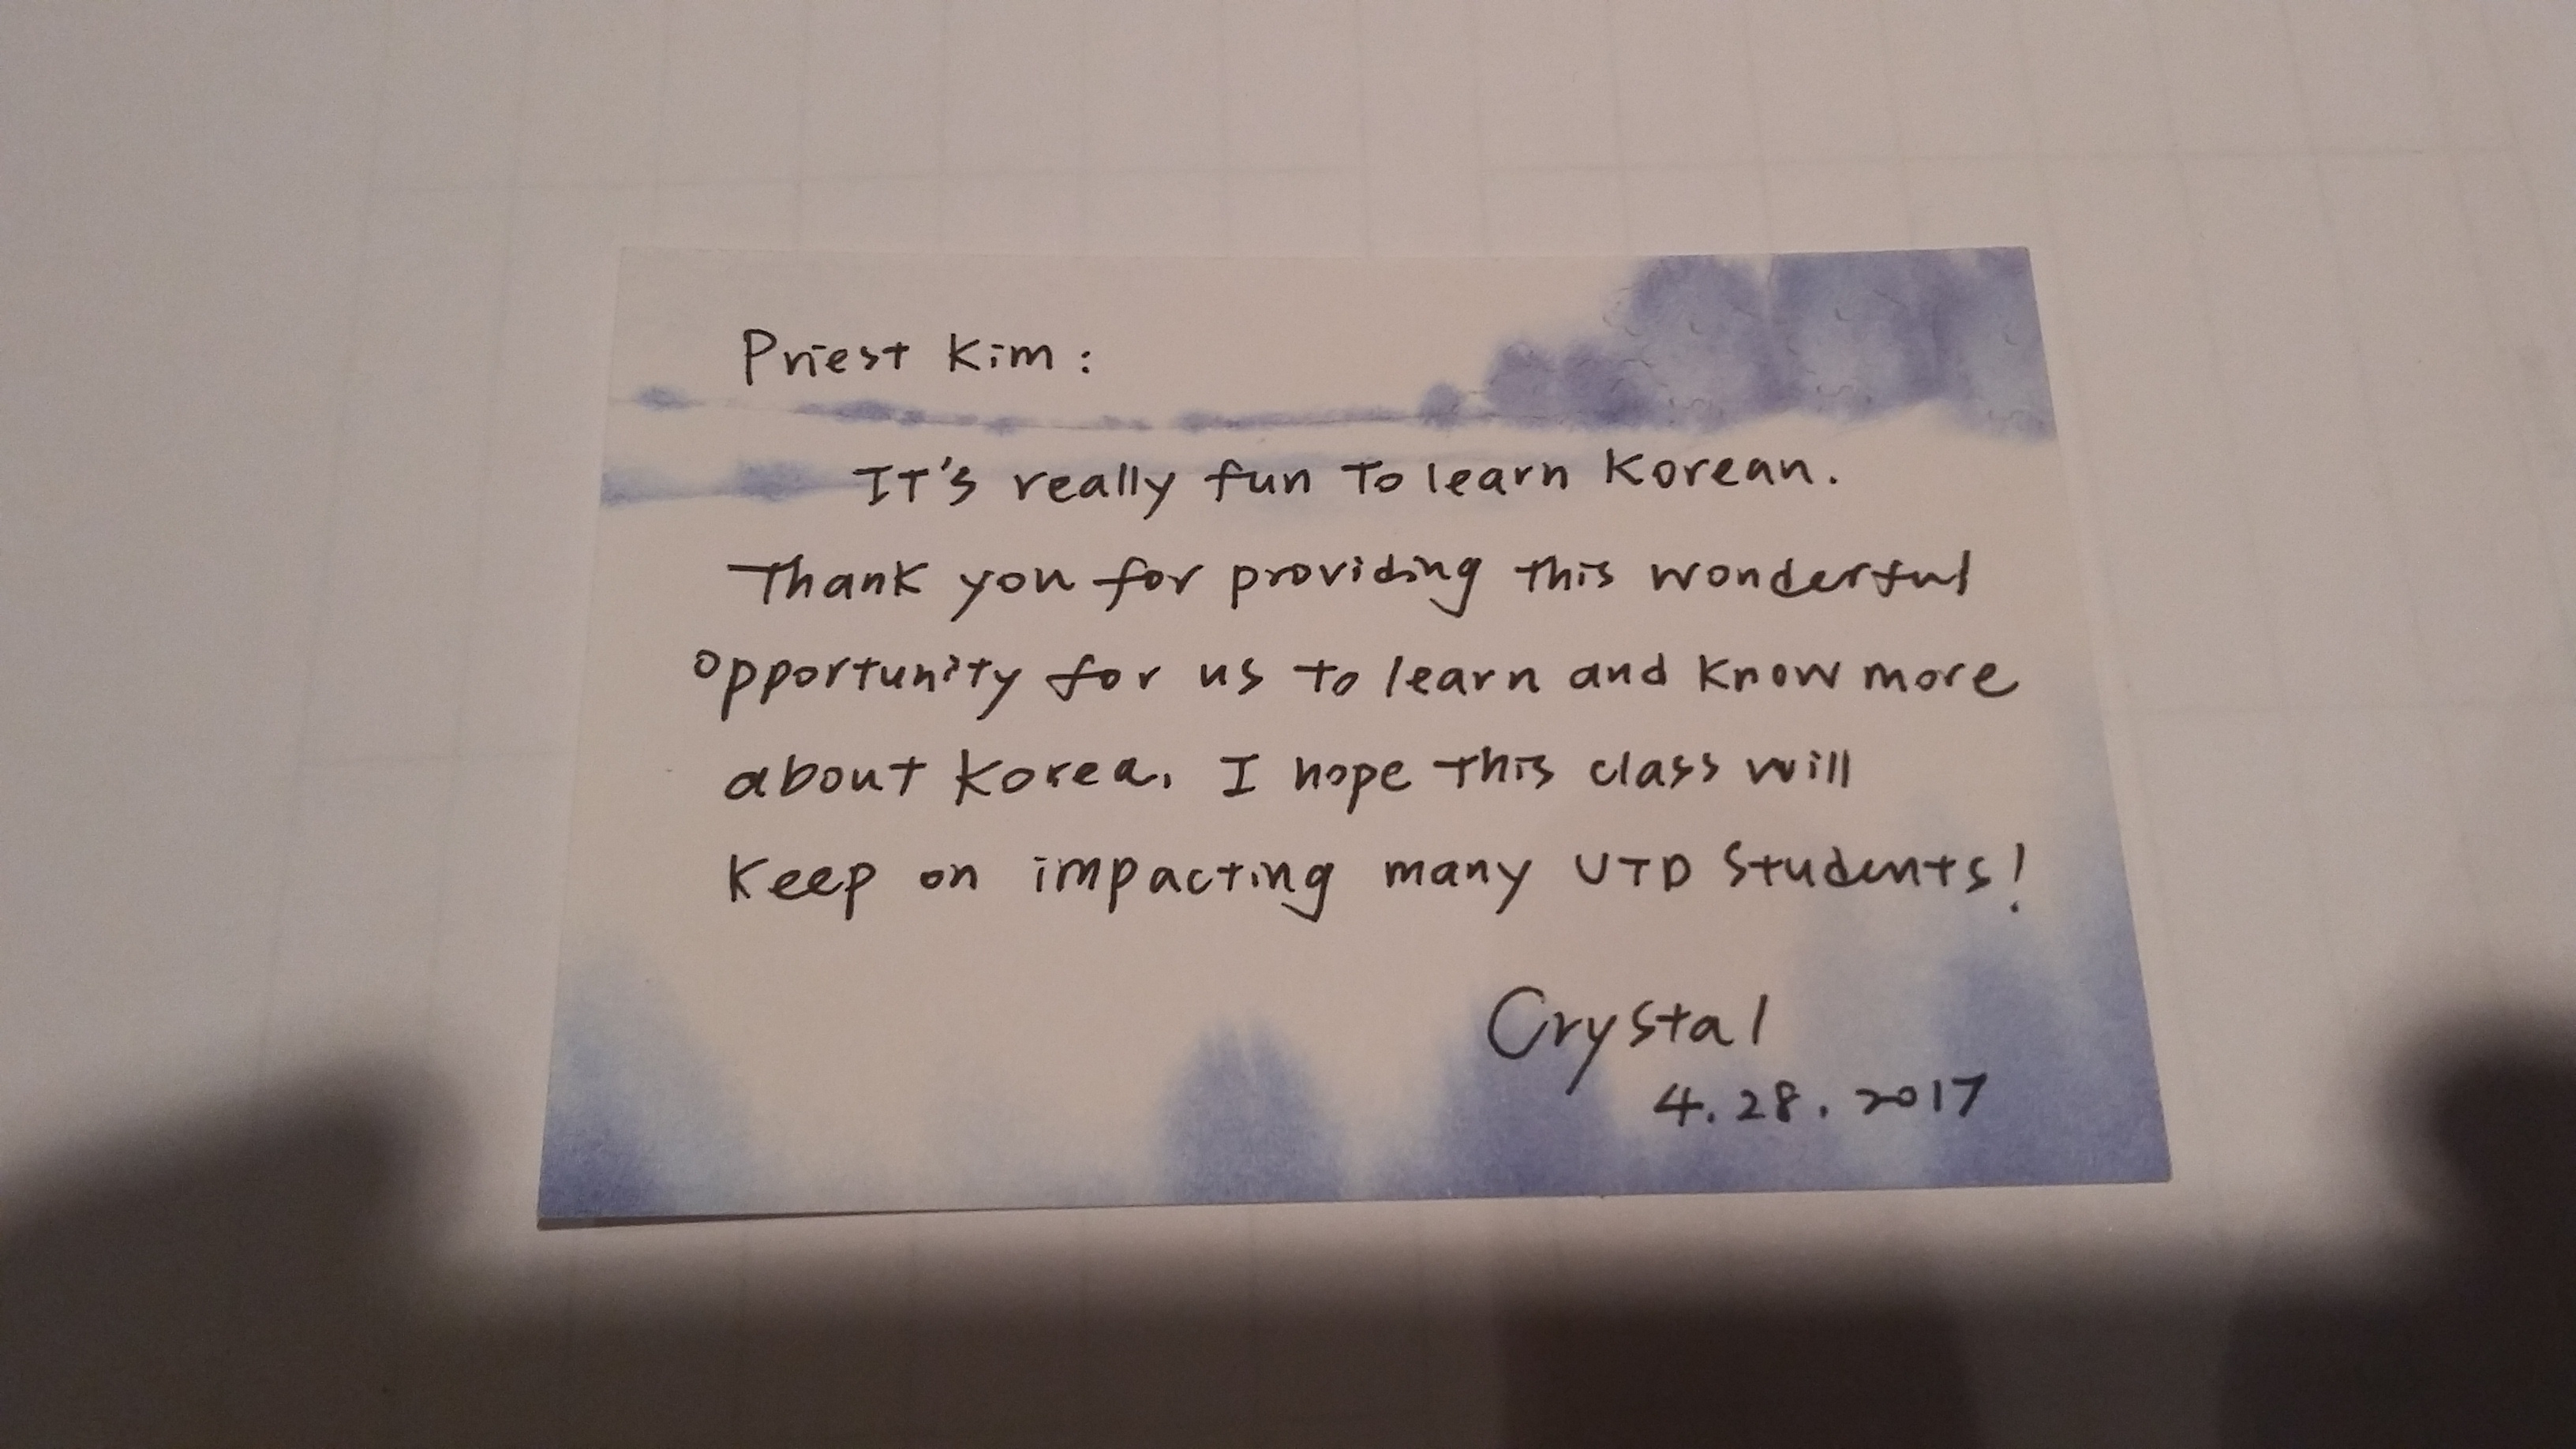 Priest Kim:
It's really fun to learn Korean.
Thank you for providing this wonderful
opportunity for us to learn and know more
about Korea. I hope this class will
keep on impacting many UTD students!
Crystal
4.28.2017